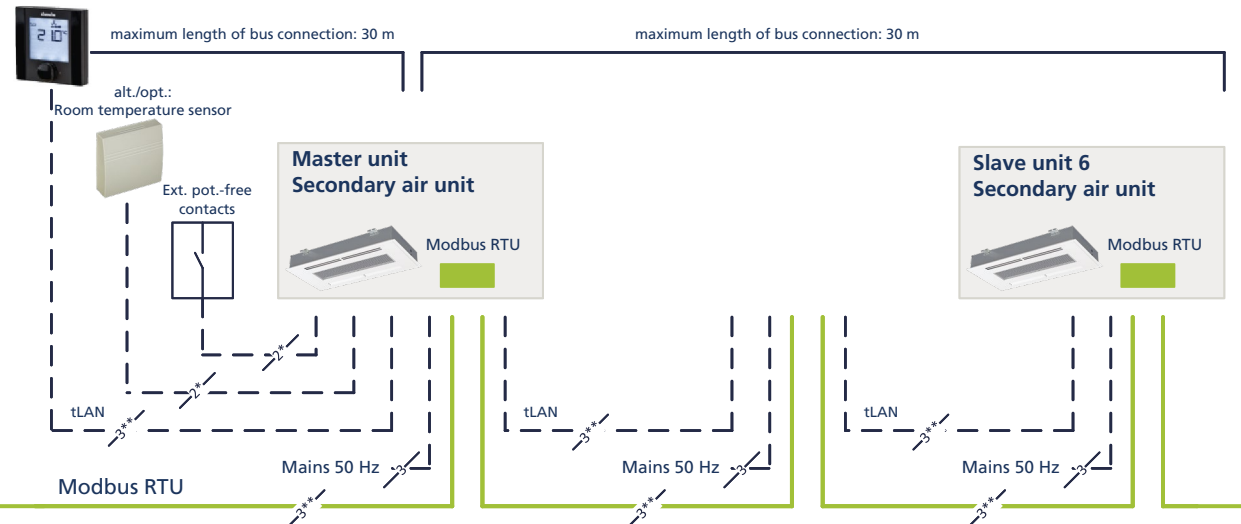 21.0
maximum length of bus connection: 30 m
maximum length of bus connection: 30 m
alt./opt.:
Room temperature sensor
Ext. pot.-free
contacts
Master unit
Secondary air unit
Modbus RTU
Slave unit 6
Secondary air unit
Modbus RTU
2*
2*
tLAN
3**
tLAN
3**
tLAN
3**
Mains 50 Hz
3
Mains 50 Hz
3
Mains 50 Hz
3
Modbus RTU
3**
3**
3**